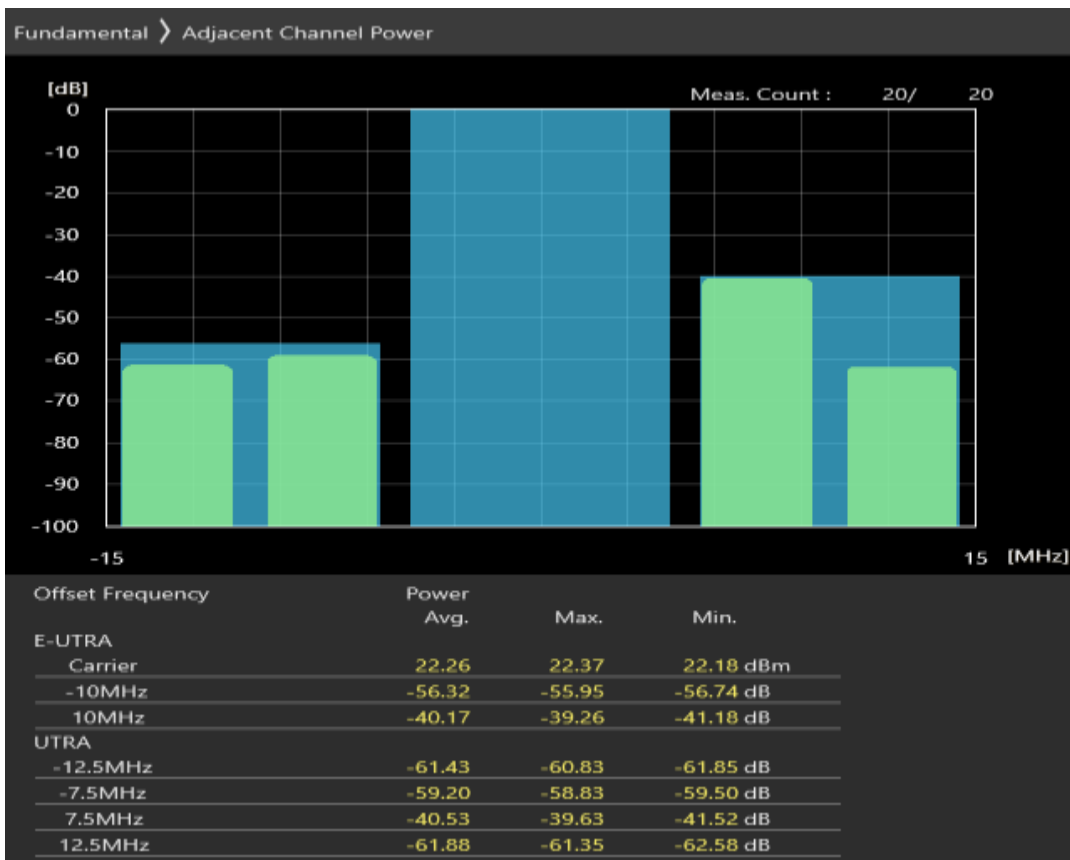 Fundamental ❯ Adjacent Channel Power
[dB]
Meas. Count : 20/ 20
0
-10
-20
-30
-40
-50
-60
-70
-80
-90
-100
-15 15 [MHz]
Offset Frequency Power
Avg. Max. Min.
E-UTRA
Carrier 22.26 22.37 22.18 dBm
-10MHz -56.32 -55.95 -56.74 dB
10MHz -40.17 -39.26 -41.18 dB
UTRA
-12.5MHz -61.43 -60.83 -61.85 dB
-7.5MHz -59.20 -58.83 -59.50 dB
7.5MHz -40.53 -39.63 -41.52 dB
12.5MHz -61.88 -61.35 -62.58 dB